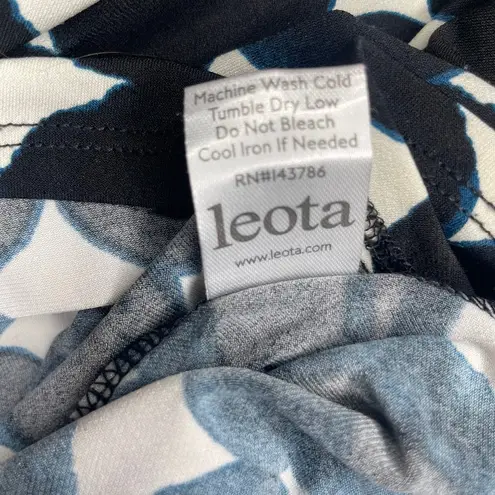 Machine Wash Cold
Tumble Dry Low
Do Not Bleach
Cool Iron If Needed
RN#143786
leota
www.leota.com